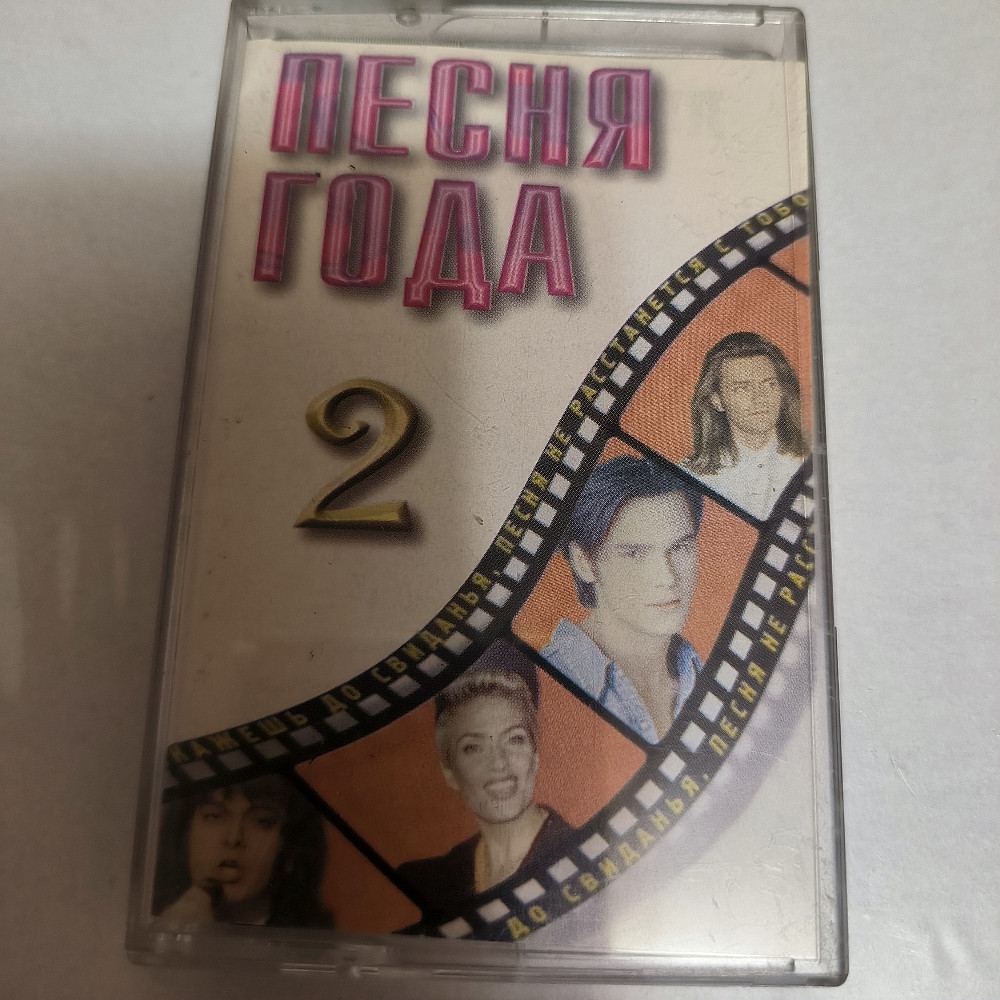 ПЕСНЯ
ГОДА
2
КАЖЕШЬ ДО СВИДАНЬЯ, ПЕСНЯ НЕ РАССТАНЕТСЯ С ТОБО
ДО СВИДАНЬЯ, ПЕСНЯ НЕ РАСС